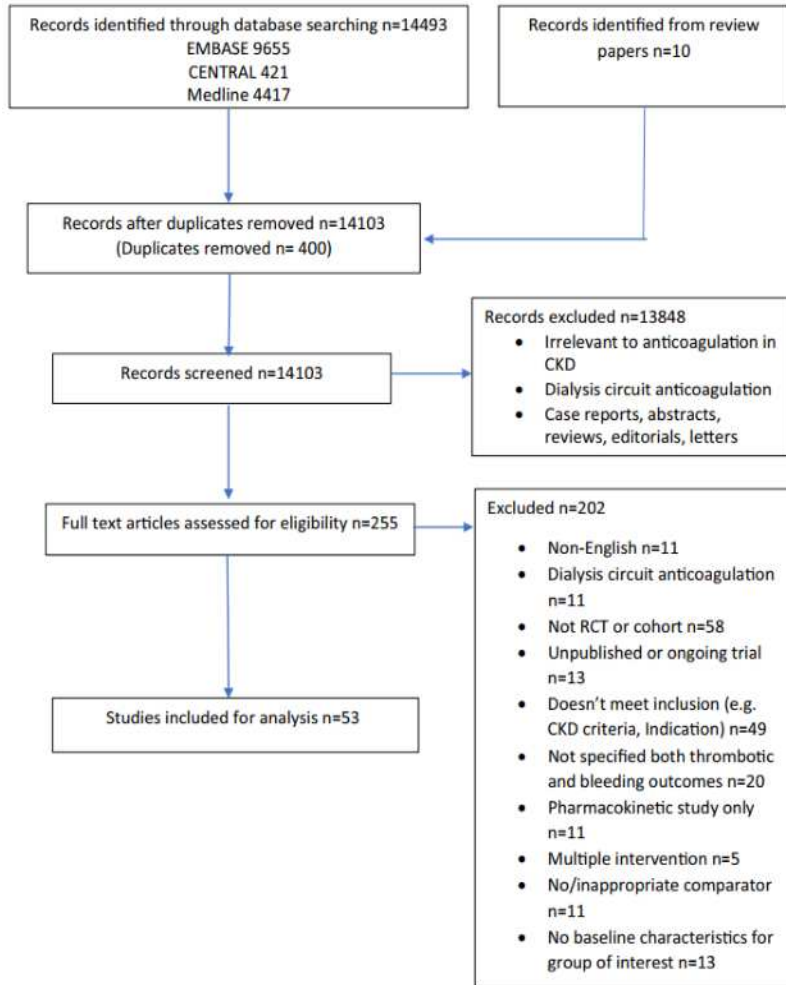 Records identified through database searching n=14493
EMBASE 9655
CENTRAL 421
Medline 4417
Records identified from review
papers n=10
Records after duplicates removed n=14103
(Duplicates removed n= 400)
Records screened n=14103
Records excluded n=13848
• Irrelevant to anticoagulation in
CKD
• Dialysis circuit anticoagulation
• Case reports, abstracts,
reviews, editorials, letters
Full text articles assessed for eligibility n=255
Excluded n=202
• Non-English n=11
• Dialysis circuit anticoagulation
n=11
• Not RCT or cohort n=58
• Unpublished or ongoing trial
n=13
• Doesn't meet inclusion (e.g.
CKD criteria, Indication) n=49
• Not specified both thrombotic
and bleeding outcomes n=20
• Pharmacokinetic study only
n=11
• Multiple intervention n=5
• No/inappropriate comparator
n=11
• No baseline characteristics for
group of interest n=13
Studies included for analysis n=53